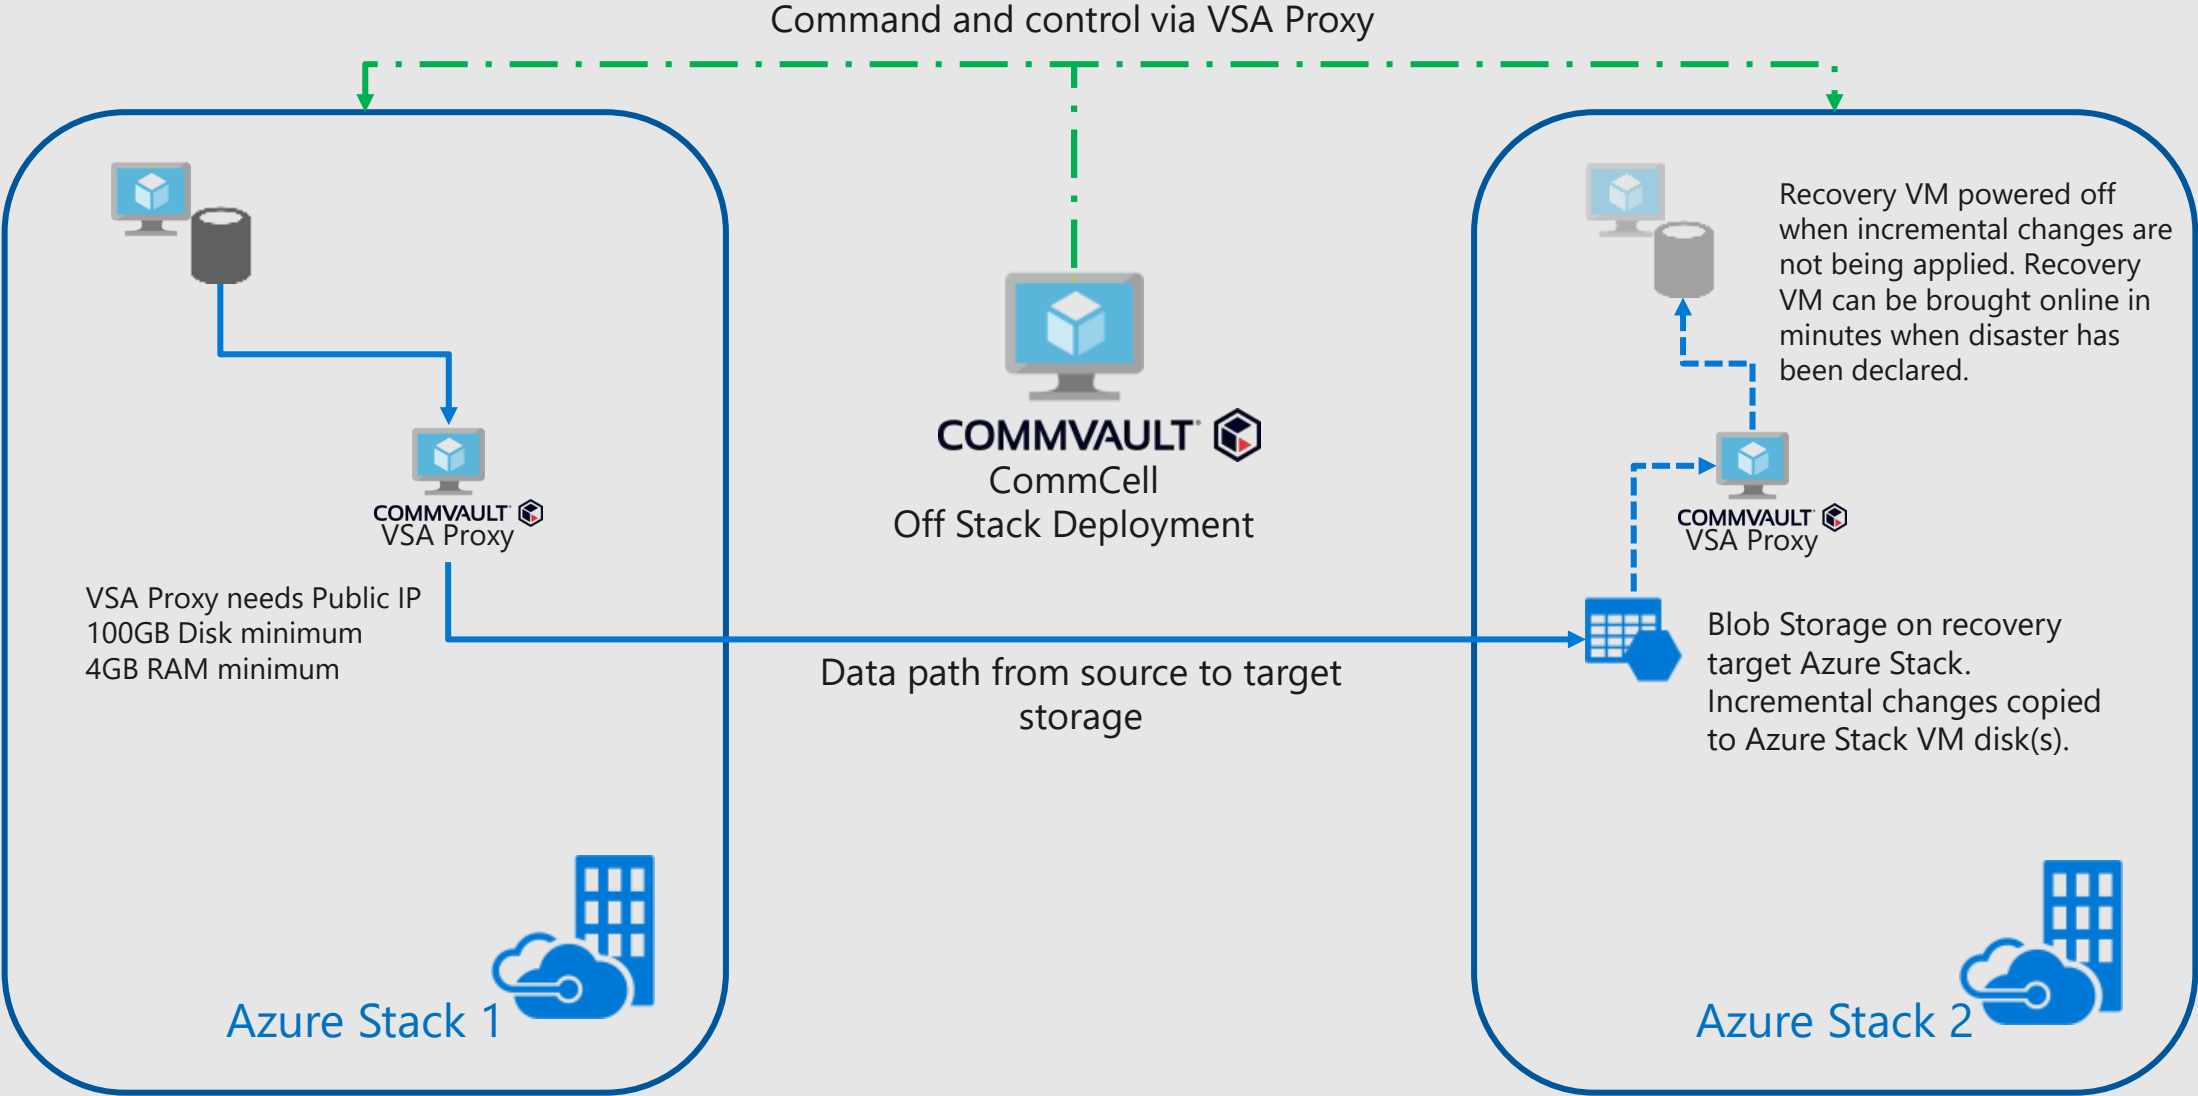 Command and control via VSA Proxy
Recovery VM powered off
when incremental changes are
not being applied. Recovery
VM can be brought online in
minutes when disaster has
been declared.
COMMVAULT
CommCell
Off Stack Deployment
COMMVAULT
VSA Proxy
COMMVAULT
VSA Proxy
VSA Proxy needs Public IP
100GB Disk minimum
4GB RAM minimum
Data path from source to target
storage
Blob Storage on recovery
target Azure Stack.
Incremental changes copied
to Azure Stack VM disk(s).
Azure Stack 1
Azure Stack 2